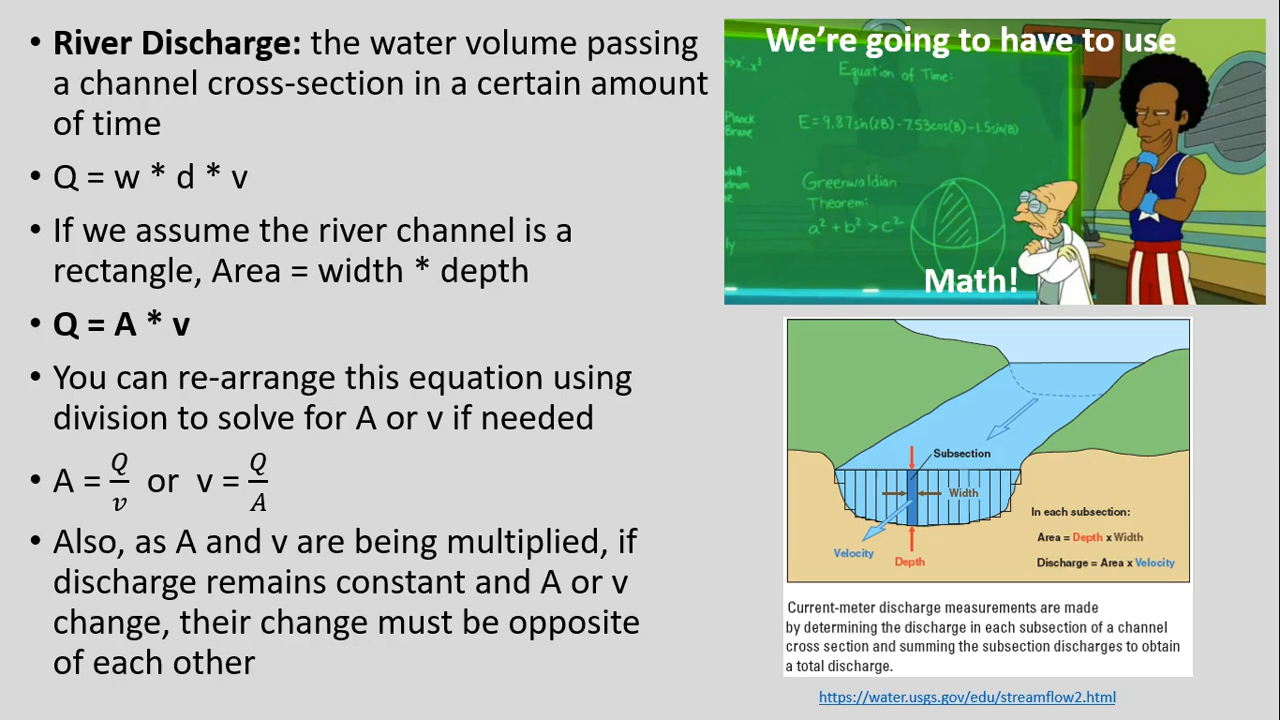 • River Discharge: the water volume passing
a channel cross-section in a certain amount
of time
• Q = w * d * v
• If we assume the river channel is a
rectangle, Area = width * depth
• Q = A * v
• You can re-arrange this equation using
division to solve for A or v if needed
• A = Q/v or v = Q/A
• Also, as A and v are being multiplied, if
discharge remains constant and A or v
change, their change must be opposite
of each other
We're going to have to use
Equation of Time:
Planck
Brane
E=9.87sin(2B)-7.53cos(B)-1.5sin(B)
Greenwaldian
Theorem:
a²+b²>c²
Math!
Subsection
Width
Velocity
Depth
In each subsection:
Area = Depth x Width
Discharge = Area x Velocity
Current-meter discharge measurements are made
by determining the discharge in each subsection of a channel
cross section and summing the subsection discharges to obtain
a total discharge.
https://water.usgs.gov/edu/streamflow2.html